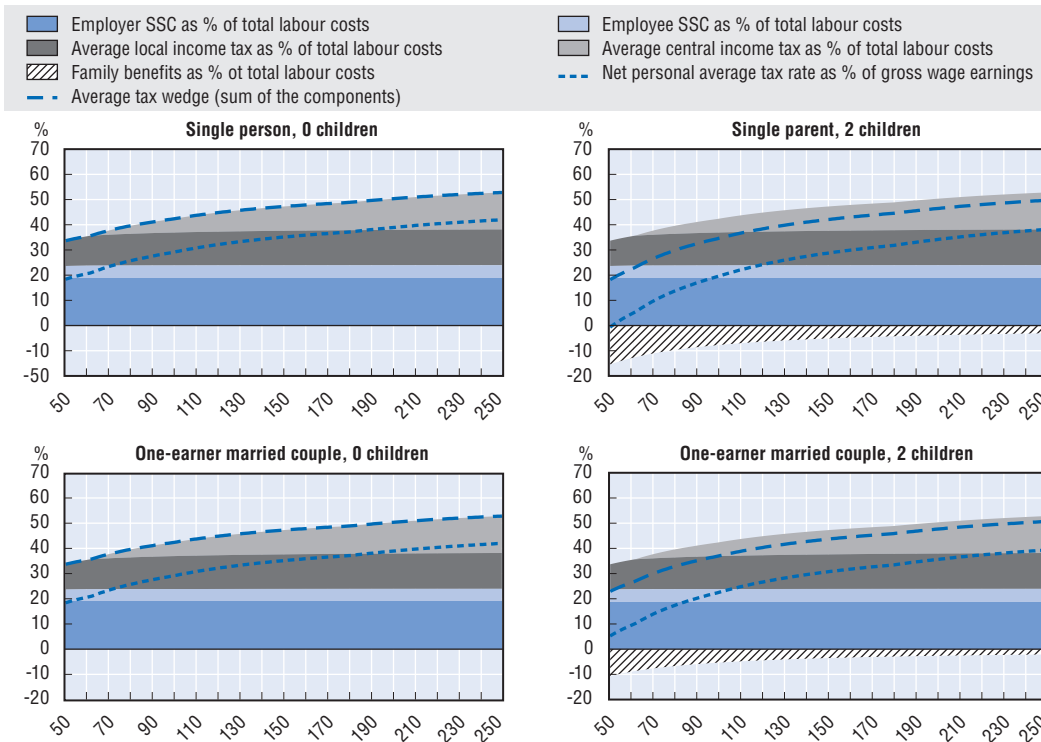 Employer SSC as % of total labour costs
Employee SSC as % of total labour costs
Average local income tax as % of total labour costs
Average central income tax as % of total labour costs
Family benefits as % ot total labour costs
Net personal average tax rate as % of gross wage earnings
Average tax wedge (sum of the components)
% Single person, 0 children
70
60
50
40
30
20
10
0
-10
-50
50 70 90 110 130 150 170 190 210 230 250
% Single parent, 2 children
70
60
50
40
30
20
10
0
-10
-20
50 70 90 110 130 150 170 190 210 230 250
% One-earner married couple, 0 children
70
60
50
40
30
20
10
0
-10
-20
50 70 90 110 130 150 170 190 210 230 250
% One-earner married couple, 2 children
70
60
50
40
30
20
10
0
-10
-20
50 70 90 110 130 150 170 190 210 230 250